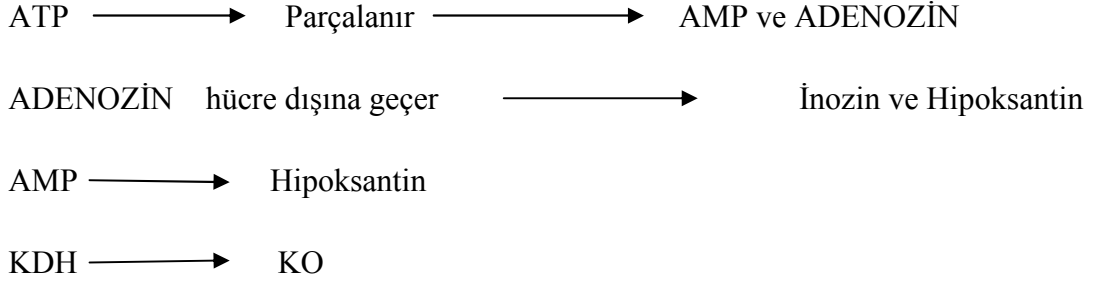 ATP Parçalanır AMP ve ADENOZİN
ADENOZİN hücre dışına geçer İnozin ve Hipoksantin
AMP Hipoksantin
KDH KO